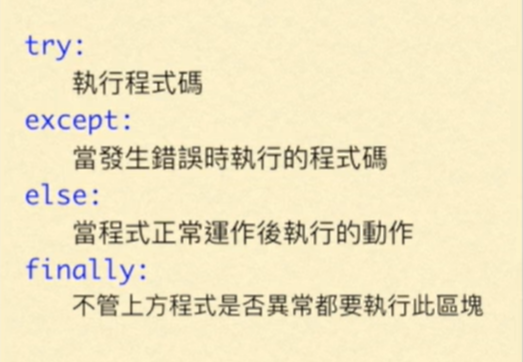 try:
執行程式碼
except:
當發生錯誤時執行的程式碼
else:
當程式正常運作後執行的動作
finally:
不管上方程式是否異常都要執行此區塊